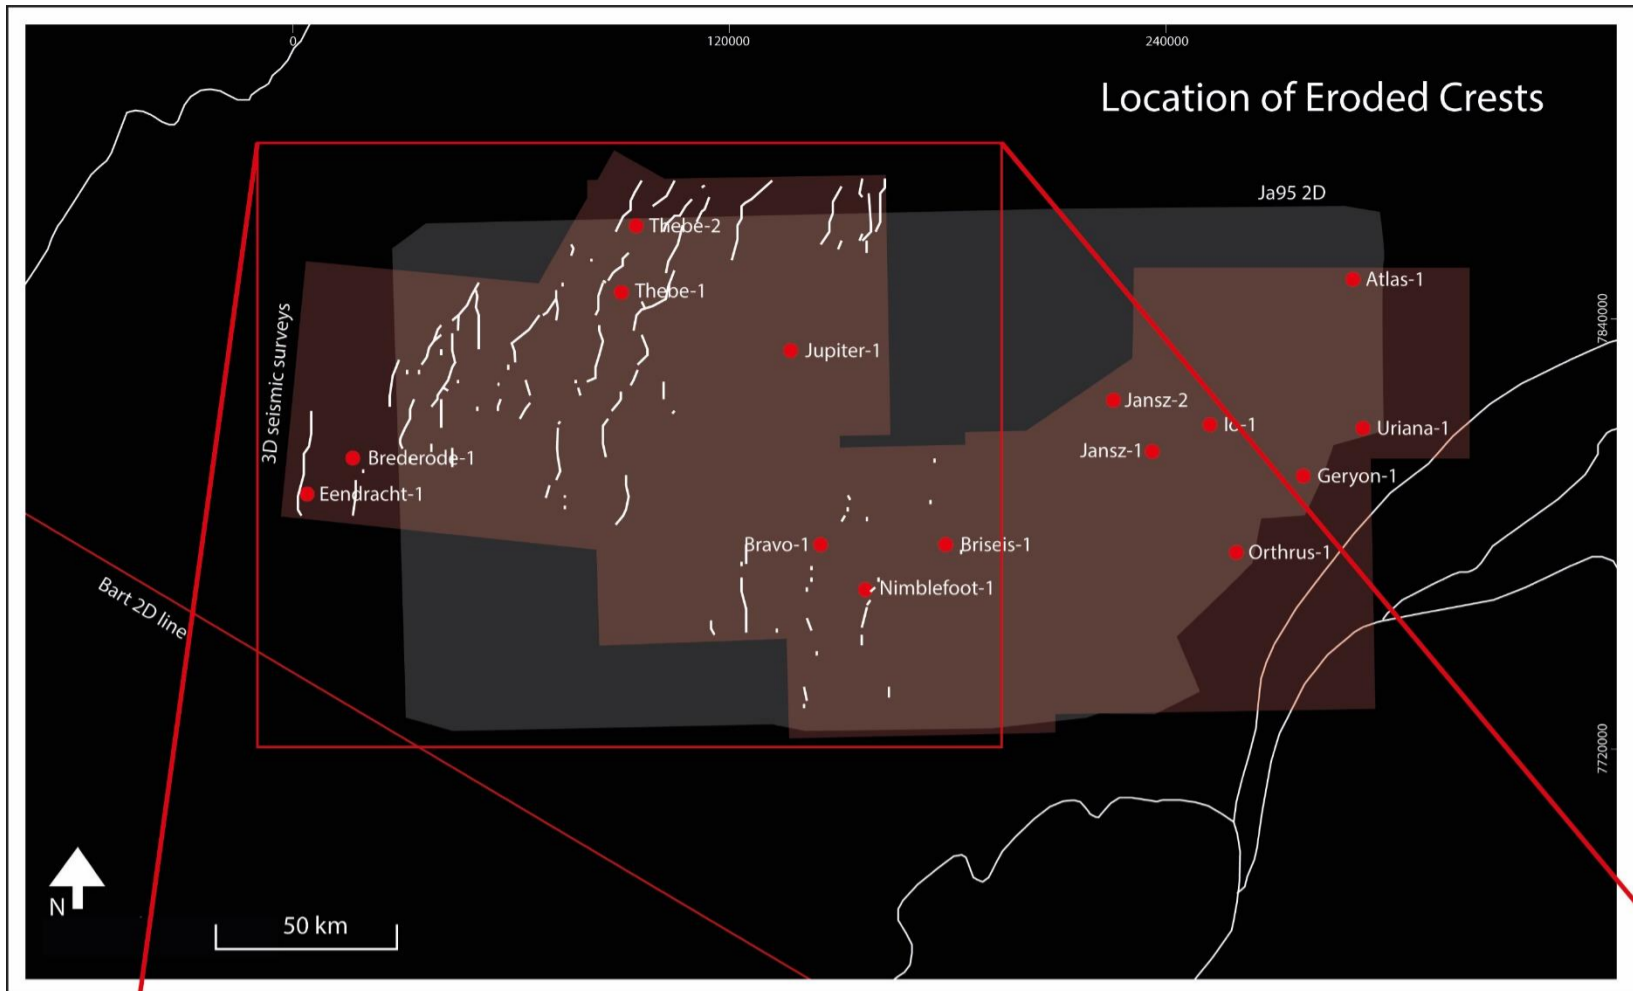 0
120000
240000
Location of Eroded Crests
Ja95 2D
Thebe-2
Atlas-1
Thebe-1
7840000
Jupiter-1
3D seismic surveys
Jansz-2
Io-1
Uriana-1
Jansz-1
Brederode-1
Geryon-1
Eendracht-1
Bravo-1
Briseis-1
Orthrus-1
Nimblefoot-1
Bart 2D line
7720000
N
50 km